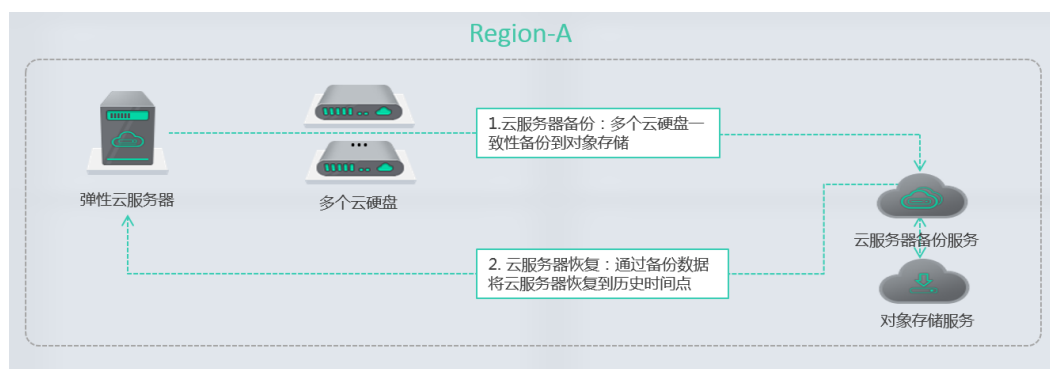 Region-A
1.云服务器备份：多个云硬盘一
致性备份到对象存储
弹性云服务器
多个云硬盘
云服务器备份服务
2. 云服务器恢复：通过备份数据
将云服务器恢复到历史时间点
对象存储服务